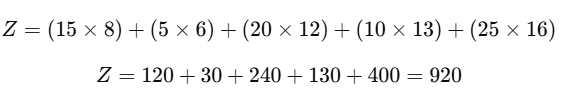 Z = (15 × 8) + (5 × 6) + (20 × 12) + (10 × 13) + (25 × 16)
Z = 120 + 30 + 240 + 130 + 400 = 920